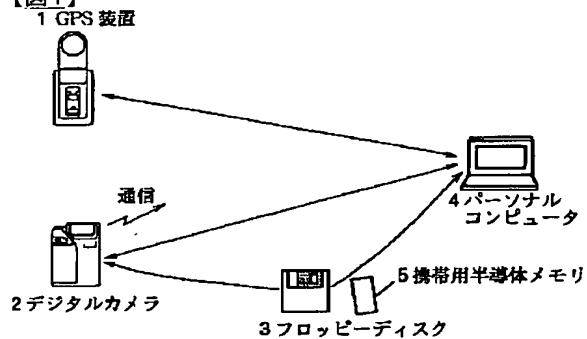 【図1】
1 GPS 装置
通信
4 パーソナル
コンピュータ
5 携帯用半導体メモリ
2 デジタルカメラ
3 フロッピーディスク